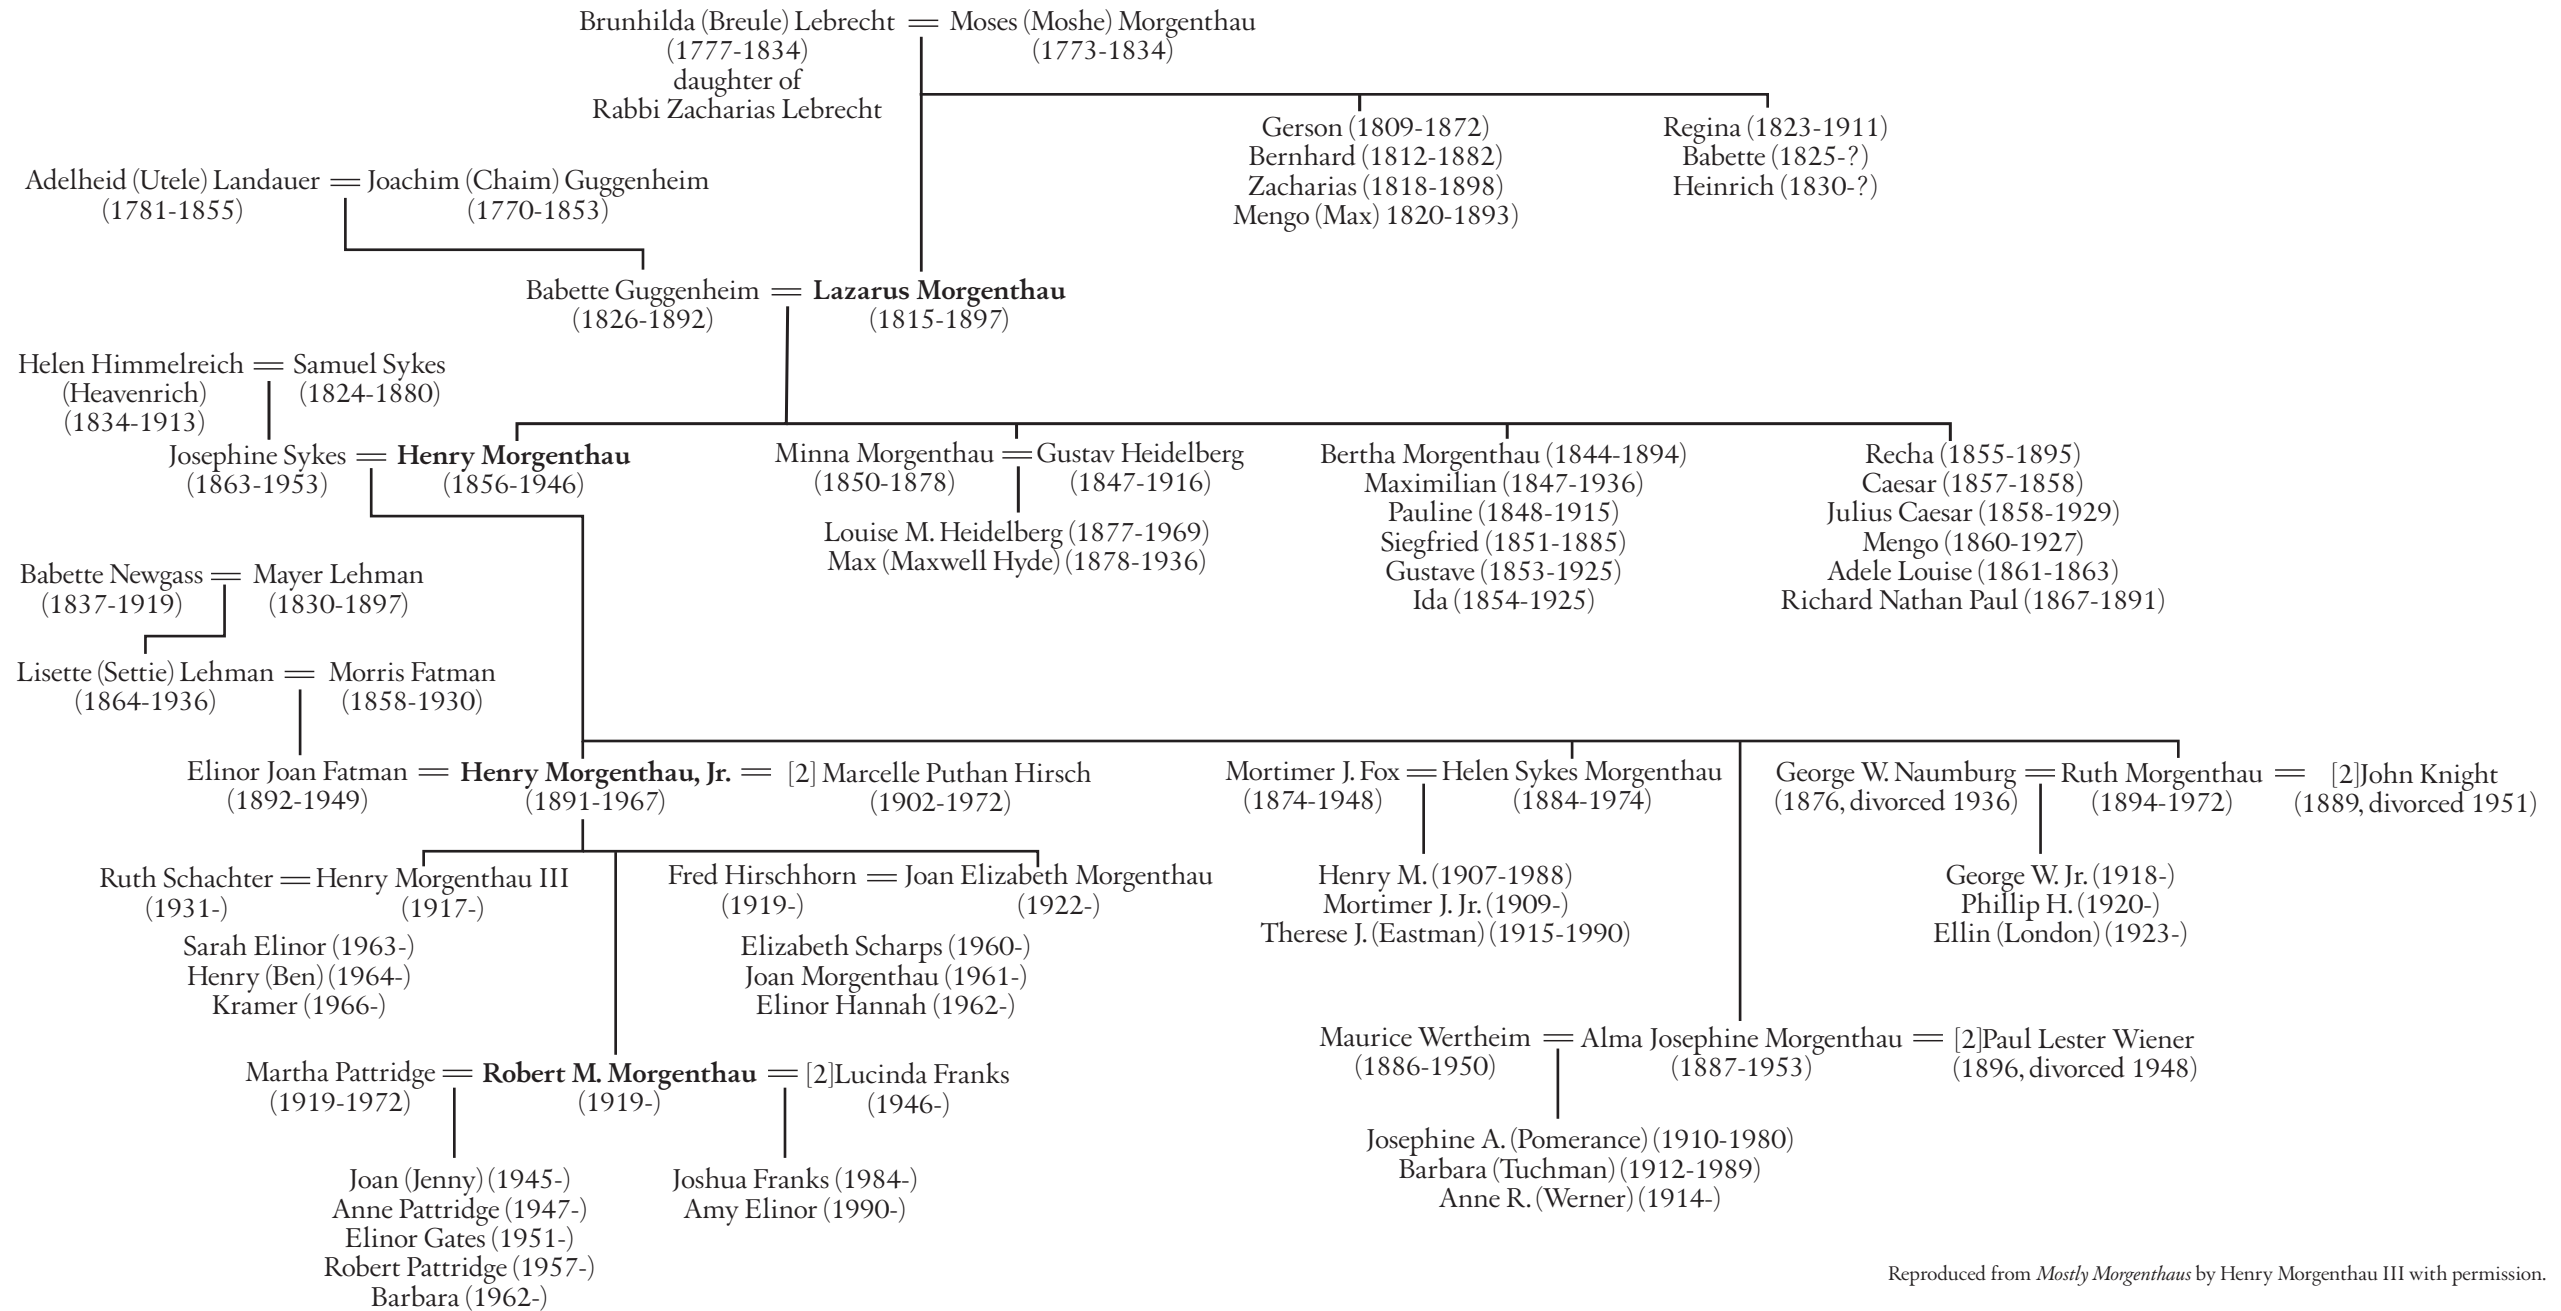 Brunhilda (Breule) Lebrecht = Moses (Moshe) Morgenthau
(1777-1834) (1773-1834)
daughter of
Rabbi Zacharias Lebrecht
Gerson (1809-1872)
Bernhard (1812-1882)
Zacharias (1818-1898)
Mengo (Max) 1820-1893)
Regina (1823-1911)
Babette (1825-?)
Heinrich (1830-?)
Adelheid (Utele) Landauer = Joachim (Chaim) Guggenheim
(1781-1855) (1770-1853)
Babette Guggenheim = Lazarus Morgenthau
(1826-1892) (1815-1897)
Helen Himmelreich = Samuel Sykes
(Heavenrich) (1824-1880)
(1834-1913)
Josephine Sykes = Henry Morgenthau
(1863-1953) (1856-1946)
Minna Morgenthau = Gustav Heidelberg
(1850-1878) (1847-1916)
Louise M. Heidelberg (1877-1969)
Max (Maxwell Hyde) (1878-1936)
Bertha Morgenthau (1844-1894)
Maximilian (1847-1936)
Pauline (1848-1915)
Siegfried (1851-1885)
Gustave (1853-1925)
Ida (1854-1925)
Recha (1855-1895)
Caesar (1857-1858)
Julius Caesar (1858-1929)
Mengo (1860-1927)
Adele Louise (1861-1863)
Richard Nathan Paul (1867-1891)
Babette Newgass = Mayer Lehman
(1837-1919) (1830-1897)
Lisette (Settie) Lehman = Morris Fatman
(1864-1936) (1858-1930)
Elinor Joan Fatman = Henry Morgenthau, Jr. = [2] Marcelle Puthan Hirsch
(1892-1949) (1891-1967) (1902-1972)
Mortimer J. Fox = Helen Sykes Morgenthau
(1874-1948) (1884-1974)
George W. Naumburg = Ruth Morgenthau = [2]John Knight
(1876, divorced 1936) (1894-1972) (1889, divorced 1951)
Ruth Schachter = Henry Morgenthau III
(1931-) (1917-)
Sarah Elinor (1963-)
Henry (Ben) (1964-)
Kramer (1966-)
Fred Hirschhorn = Joan Elizabeth Morgenthau
(1919-) (1922-)
Elizabeth Scharps (1960-)
Joan Morgenthau (1961-)
Elinor Hannah (1962-)
Henry M. (1907-1988)
Mortimer J. Jr. (1909-)
Therese J. (Eastman) (1915-1990)
George W. Jr. (1918-)
Phillip H. (1920-)
Ellin (London) (1923-)
Martha Pattridge = Robert M. Morgenthau = [2]Lucinda Franks
(1919-1972) (1919-) (1946-)
Joan (Jenny) (1945-)
Anne Pattridge (1947-)
Elinor Gates (1951-)
Robert Pattridge (1957-)
Barbara (1962-)
Joshua Franks (1984-)
Amy Elinor (1990-)
Maurice Wertheim = Alma Josephine Morgenthau = [2]Paul Lester Wiener
(1886-1950) (1887-1953) (1896, divorced 1948)
Josephine A. (Pomerance) (1910-1980)
Barbara (Tuchman) (1912-1989)
Anne R. (Werner) (1914-)
Reproduced from Mostly Morgenthaus by Henry Morgenthau III with permission.